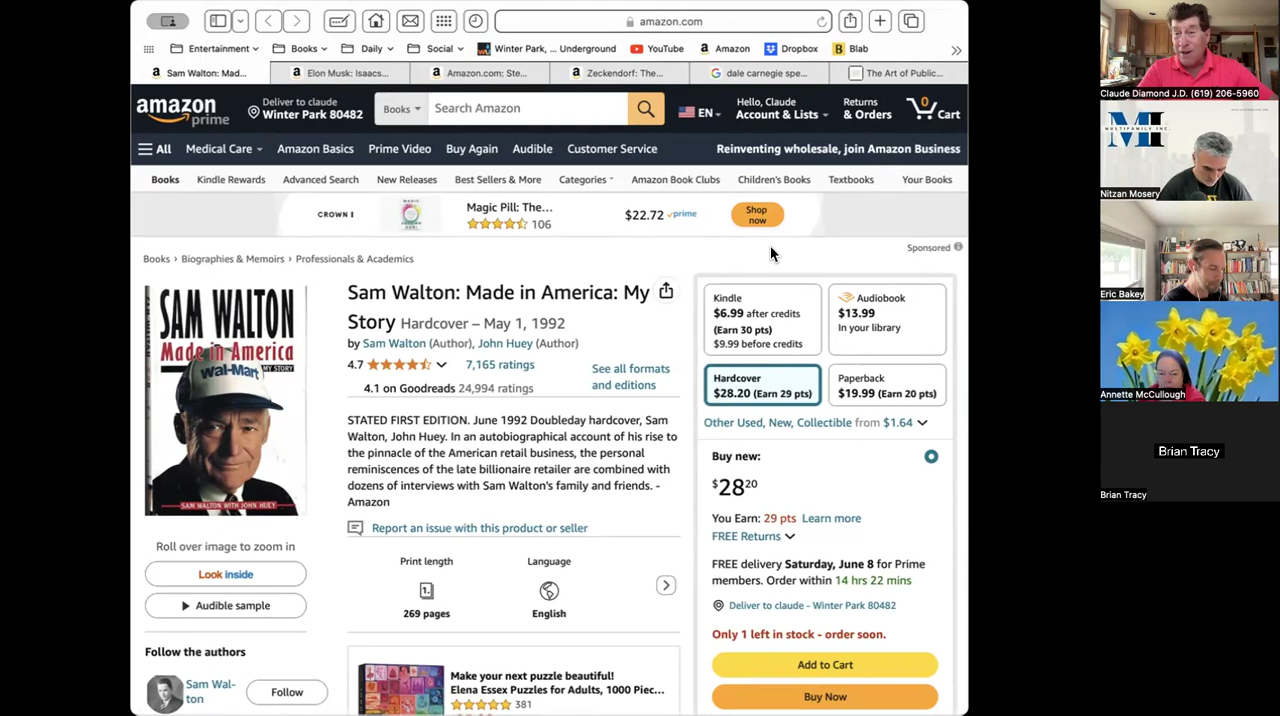 amazon.com
Entertainment
Books
Daily
Social
Winter Park, ... Underground
YouTube
Amazon
Dropbox
Blab
Sam Walton: Mad...
Elon Musk: Isaacs...
Amazon.com: Ste...
Zeckendorf: The...
dale carnegie spe...
The Art of Public...
amazon prime
Deliver to claude
Winter Park 80482
Books
Search Amazon
EN
Hello, Claude
Account & Lists
Returns
& Orders
0
Cart
All
Medical Care
Amazon Basics
Prime Video
Buy Again
Audible
Customer Service
Reinventing wholesale, join Amazon Business
Books
Kindle Rewards
Advanced Search
New Releases
Best Sellers & More
Categories
Amazon Book Clubs
Children's Books
Textbooks
Your Books
CROWN
Magic Pill: The...
106
$22.72 prime
Shop now
Sponsored
Books › Biographies & Memoirs › Professionals & Academics
SAM WALTON
Made in America
MY STORY
Wal-Mart
SAM WALTON WITH JOHN HUEY
Roll over image to zoom in
Look inside
Audible sample
Follow the authors
Sam Wal-
ton
Follow
Sam Walton: Made in America: My
Story Hardcover – May 1, 1992
by Sam Walton (Author), John Huey (Author)
4.7
7,165 ratings
4.1 on Goodreads 24,994 ratings
See all formats
and editions
STATED FIRST EDITION. June 1992 Doubleday hardcover, Sam
Walton, John Huey. In an autobiographical account of his rise to
the pinnacle of the American retail business, the personal
reminiscences of the late billionaire retailer are combined with
dozens of interviews with Sam Walton's family and friends. -
Amazon
Report an issue with this product or seller
Print length
269 pages
Language
English
Make your next puzzle beautiful!
Elena Essex Puzzles for Adults, 1000 Piec...
381
Kindle
$6.99 after credits
(Earn 30 pts)
$9.99 before credits
Audiobook
$13.99
In your library
Hardcover
$28.20 (Earn 29 pts)
Paperback
$19.99 (Earn 20 pts)
Other Used, New, Collectible from $1.64
Buy new:
$28 20
You Earn: 29 pts Learn more
FREE Returns
FREE delivery Saturday, June 8 for Prime
members. Order within 14 hrs 22 mins
Deliver to claude - Winter Park 80482
Only 1 left in stock - order soon.
Add to Cart
Buy Now
Claude Diamond J.D. (619) 206-5960
MI
MULTIFAMILY INC.
Nitzan Mosery
Eric Bakey
Annette McCullough
Brian Tracy
Brian Tracy